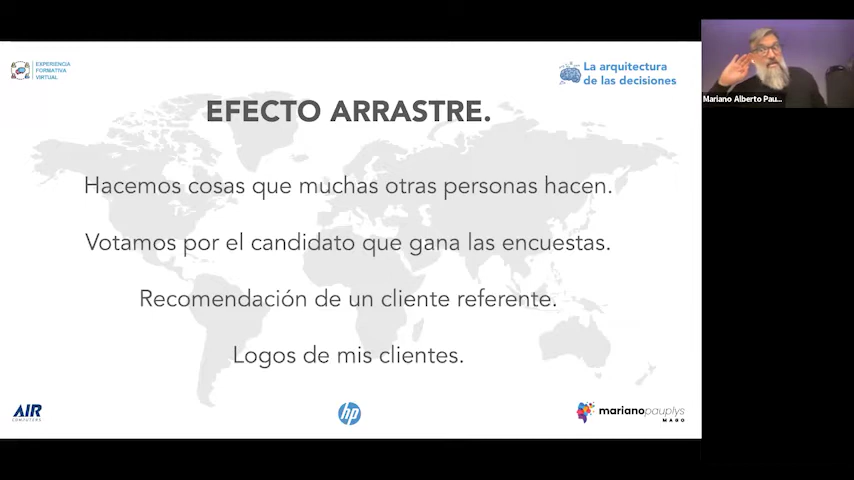 EXPERIENCIA
FORMATIVA
VIRTUAL
La arquitectura
de las decisiones
EFECTO ARRASTRE.
Hacemos cosas que muchas otras personas hacen.
Votamos por el candidato que gana las encuestas.
Recomendación de un cliente referente.
Logos de mis clientes.
AIR
COMPUTERS
hp
marianopauplys
MABO
Mariano Alberto Pau...